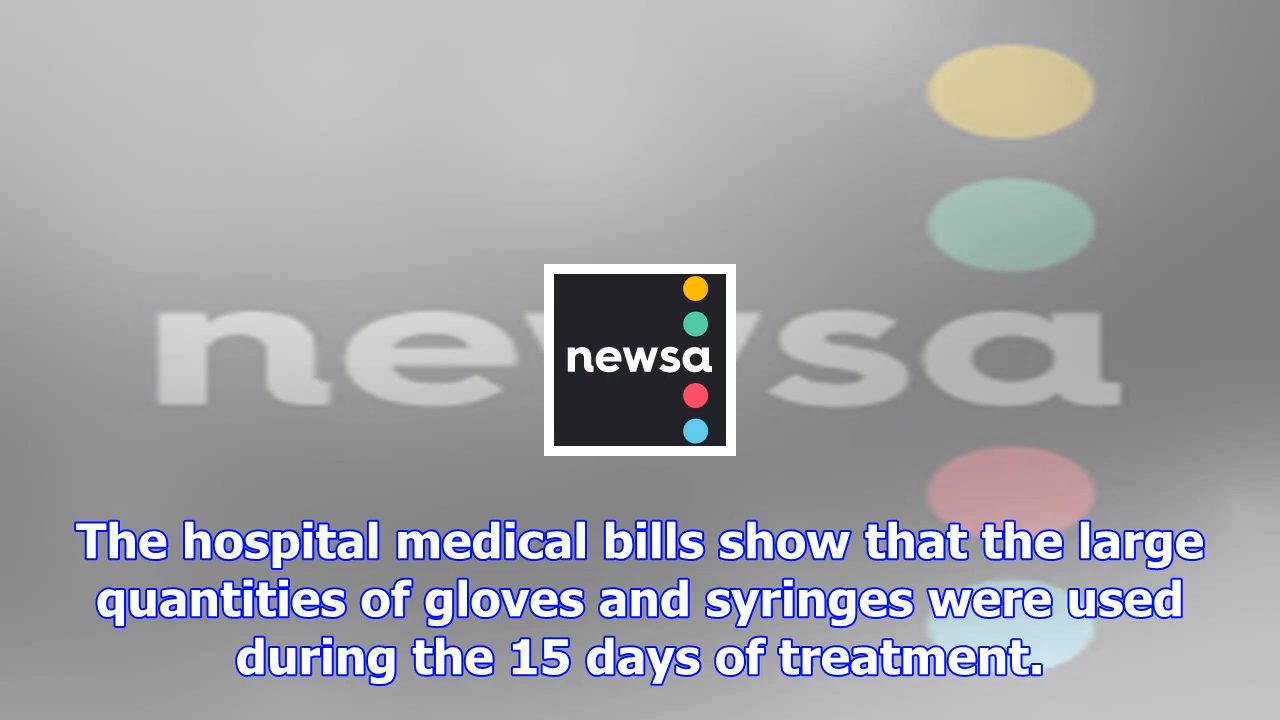 newsa
newsa
The hospital medical bills show that the large
quantities of gloves and syringes were used
during the 15 days of treatment.